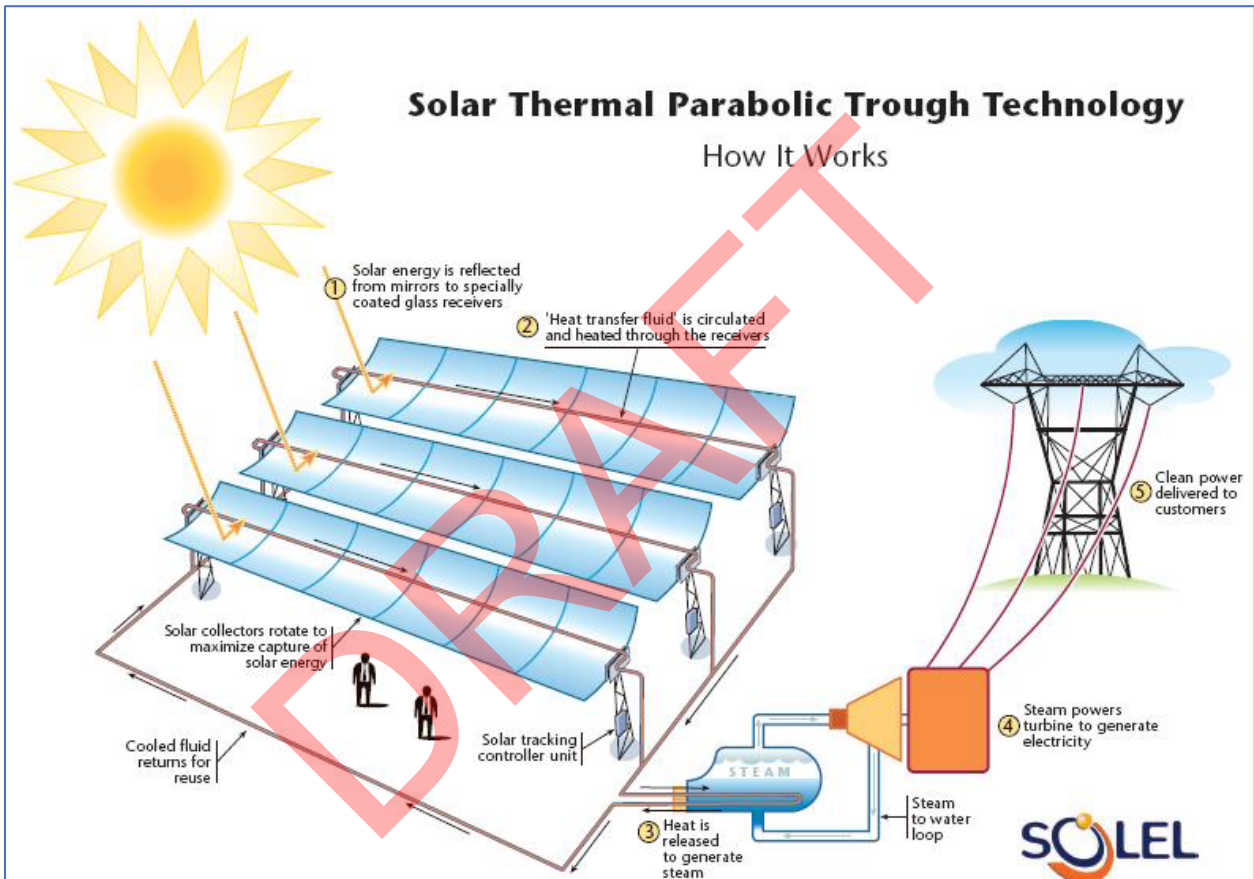 Solar Thermal Parabolic Trough Technology
How It Works
1 Solar energy is reflected
from mirrors to specially
coated glass receivers
2 'Heat transfer fluid' is circulated
and heated through the receivers
5 Clean power
delivered to
customers
Solar collectors rotate to
maximize capture of
solar energy
Cooled fluid
returns for
reuse
Solar tracking
controller unit
STEAM
4 Steam powers
turbine to generate
electricity
3 Heat is
released
to generate
steam
Steam
to water
loop
SOLEL
DRAFT